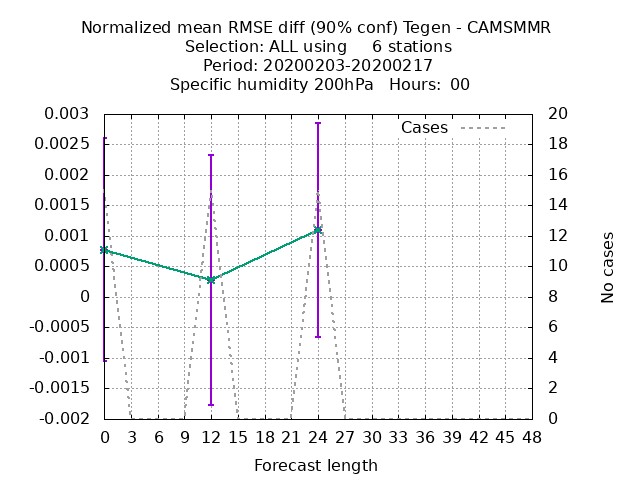 Normalized mean RMSE diff (90% conf) Tegen - CAMSMMR
Selection: ALL using     6 stations
Period: 20200203-20200217
Specific humidity 200hPa   Hours:  00
Cases
0.003
0.0025
0.002
0.0015
0.001
0.0005
0
-0.0005
-0.001
-0.0015
-0.002
20
18
16
14
12
10
8
6
4
2
0
No cases
0 3 6 9 12 15 18 21 24 27 30 33 36 39 42 45 48
Forecast length